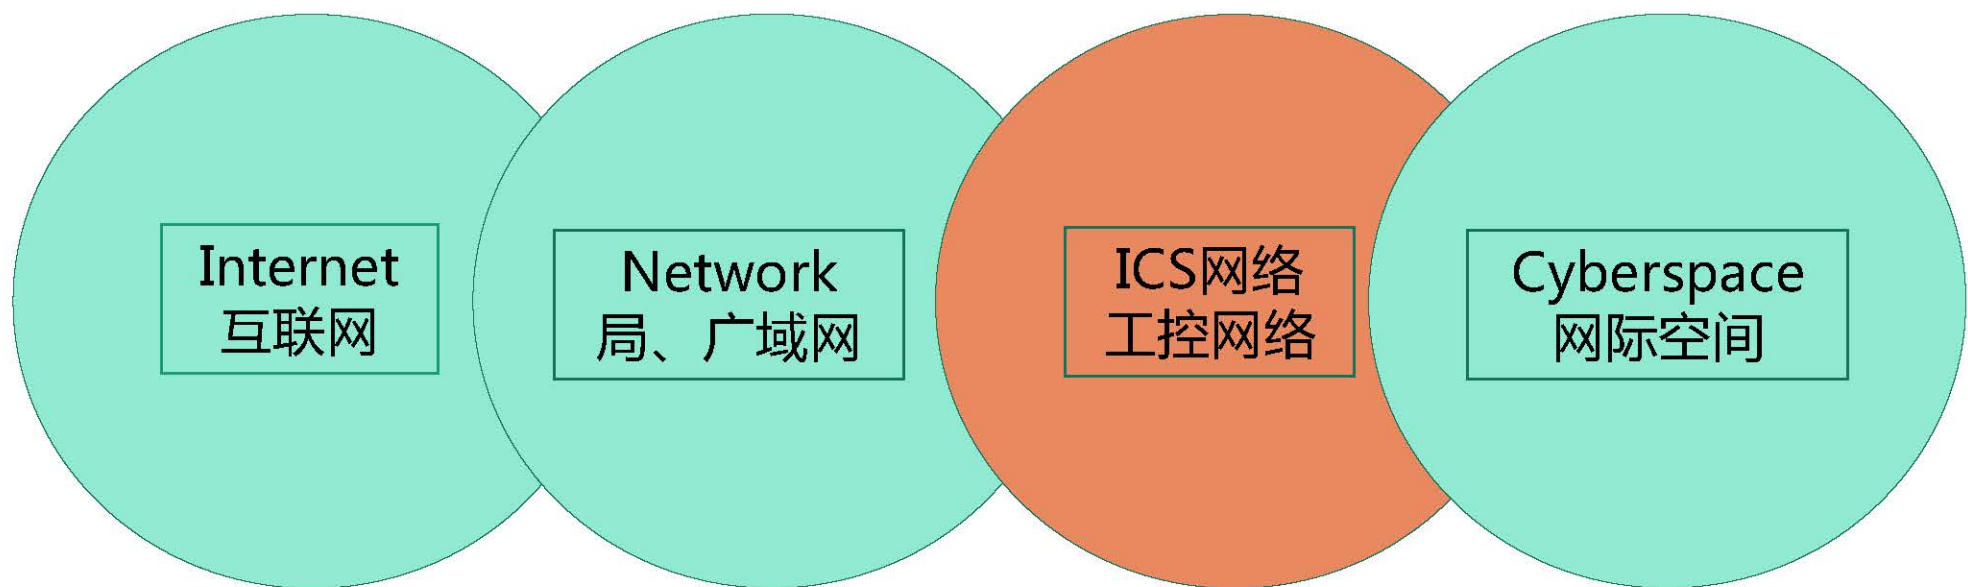 Internet
互联网
Network
局、广域网
ICS网络
工控网络
Cyberspace
网际空间